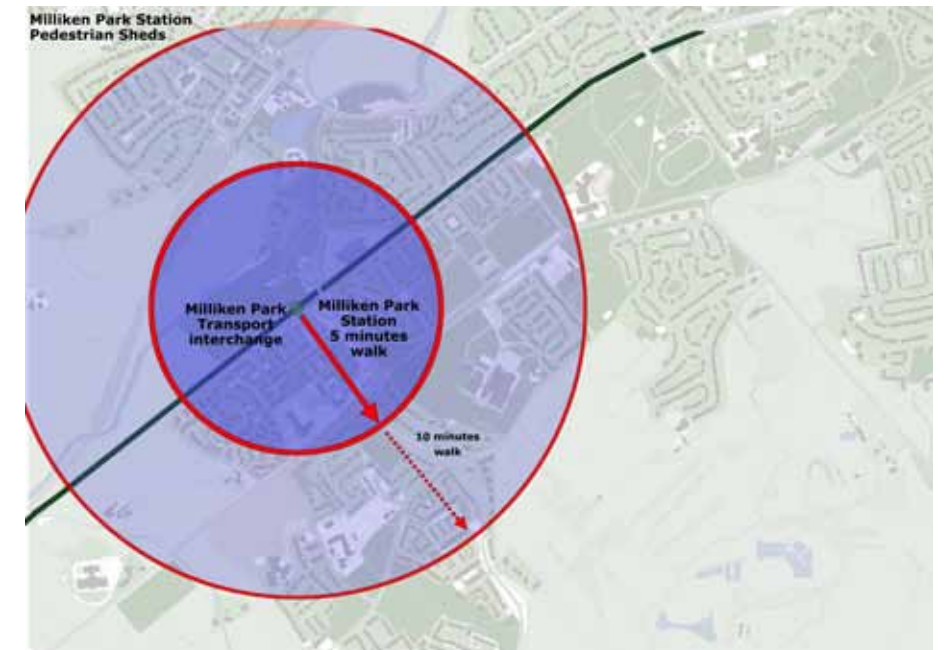 Milliken Park Station
Pedestrian Sheds
Milliken Park
Transport
interchange
Milliken Park
Station
5 minutes
walk
10 minutes
walk